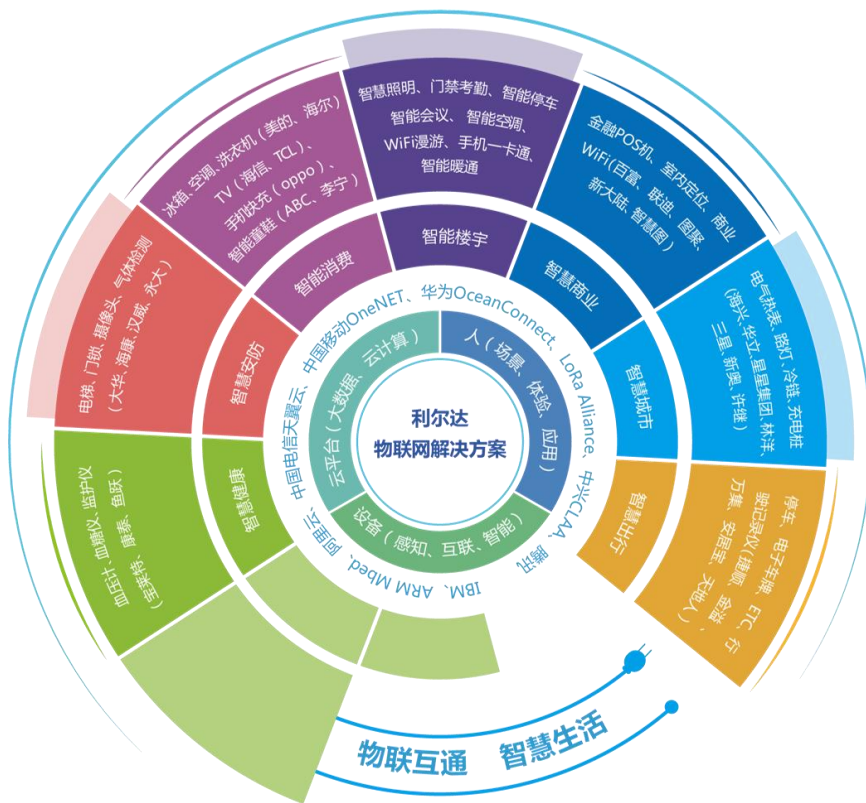 利尔达
物联网解决方案
人（场景、体验、应用）
设备（感知、互联、智能）
云平台（大数据、云计算）
IBM、ARM Mbed、阿里云、中国电信天翼云、中国移动OneNET、华为OceanConnect、LoRa Alliance、中兴CLAA、腾讯
智慧健康
血压计、血糖仪、监护仪
（宝莱特、康泰、鱼跃）
智慧安防
电梯、门锁、摄像头、气体检测
（大华、海康、汉威、永大）
智能消费
冰箱、空调、洗衣机（美的、海尔）
TV（海信、TCL）、
手机快充（oppo）、
智能童鞋（ABC、李宁）
智能楼宇
智慧照明、门禁考勤、智能停车
智能会议、智能空调、
WiFi漫游、手机一卡通、
智能暖通
智慧商业
金融POS机、室内定位、商业
WiFi（百富、联迪、图聚、
新大陆、智慧图）
智慧城市
电气热表、路灯、冷链、充电桩
（海兴、华立、星星集团、林洋、
三星、新奥、许继）
智慧出行
停车、电子车牌、ETC、行
驶记录仪（捷顺、金溢、
万集、安居宝、天地人）
物联互通 智慧生活